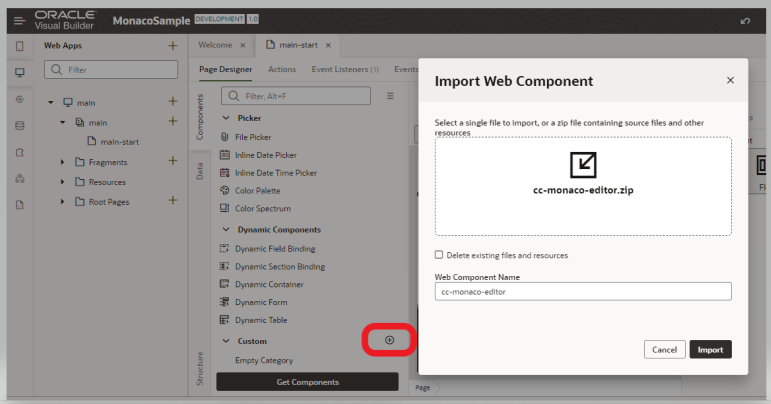 ORACLE
Visual Builder
MonacoSample
DEVELOPMENT 1.0
Web Apps
Filter
main
main
main-start
Fragments
Resources
Root Pages
Welcome
main-start
Page Designer
Actions
Event Listeners (1)
Events
Components
Data
Structure
Filter, Alt+F
Picker
File Picker
Inline Date Picker
Inline Date Time Picker
Color Palette
Color Spectrum
Dynamic Components
Dynamic Field Binding
Dynamic Section Binding
Dynamic Container
Dynamic Form
Dynamic Table
Custom
Empty Category
Get Components
Page
Import Web Component
Select a single file to import, or a zip file containing source files and other
resources
cc-monaco-editor.zip
Delete existing files and resources
Web Component Name
cc-monaco-editor
Cancel
Import